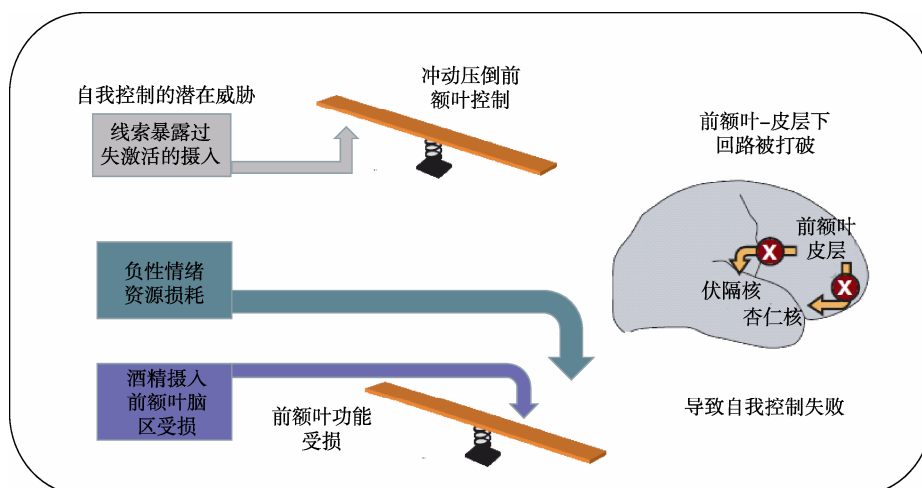 自我控制的潜在威胁
线索暴露过
失激活的摄入
冲动压倒前
额叶控制
负性情绪
资源损耗
酒精摄入
前额叶脑
区受损
前额叶功能
受损
前额叶-皮层下
回路被打破
前额叶
皮层
X
X
伏隔核
杏仁核
导致自我控制失败